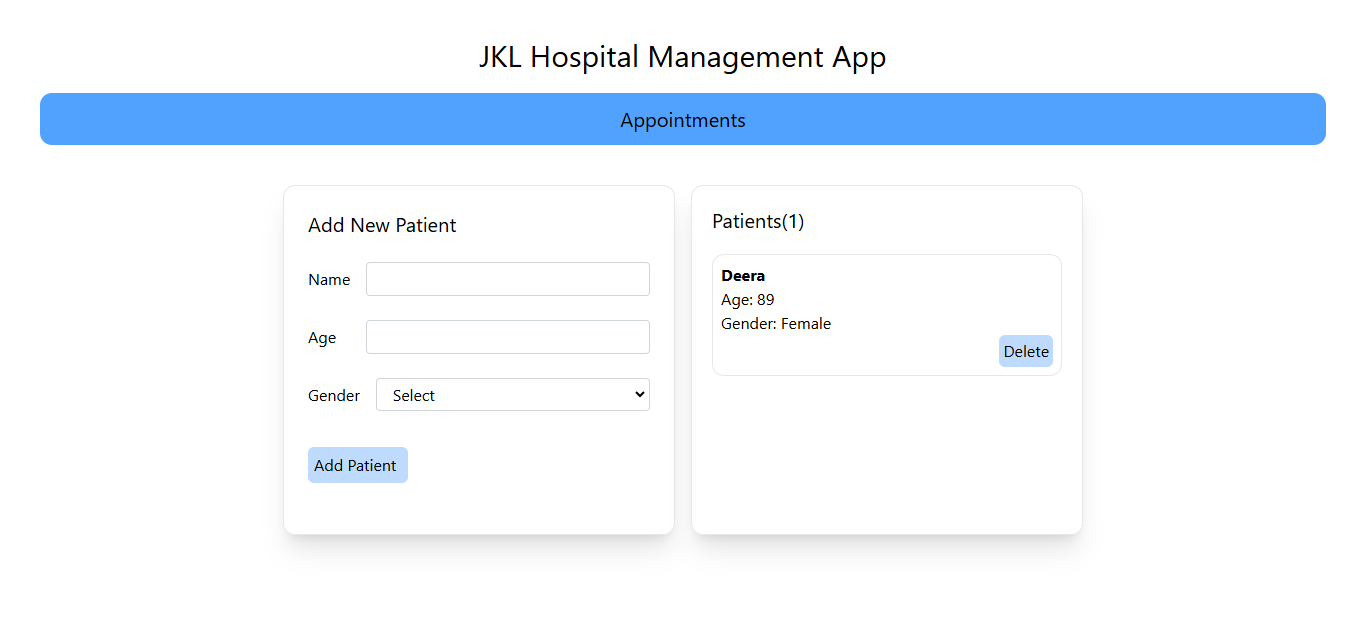 JKL Hospital Management App
Appointments
Add New Patient
Name
Age
Gender
Select
Add Patient
Patients(1)
Deera
Age: 89
Gender: Female
Delete